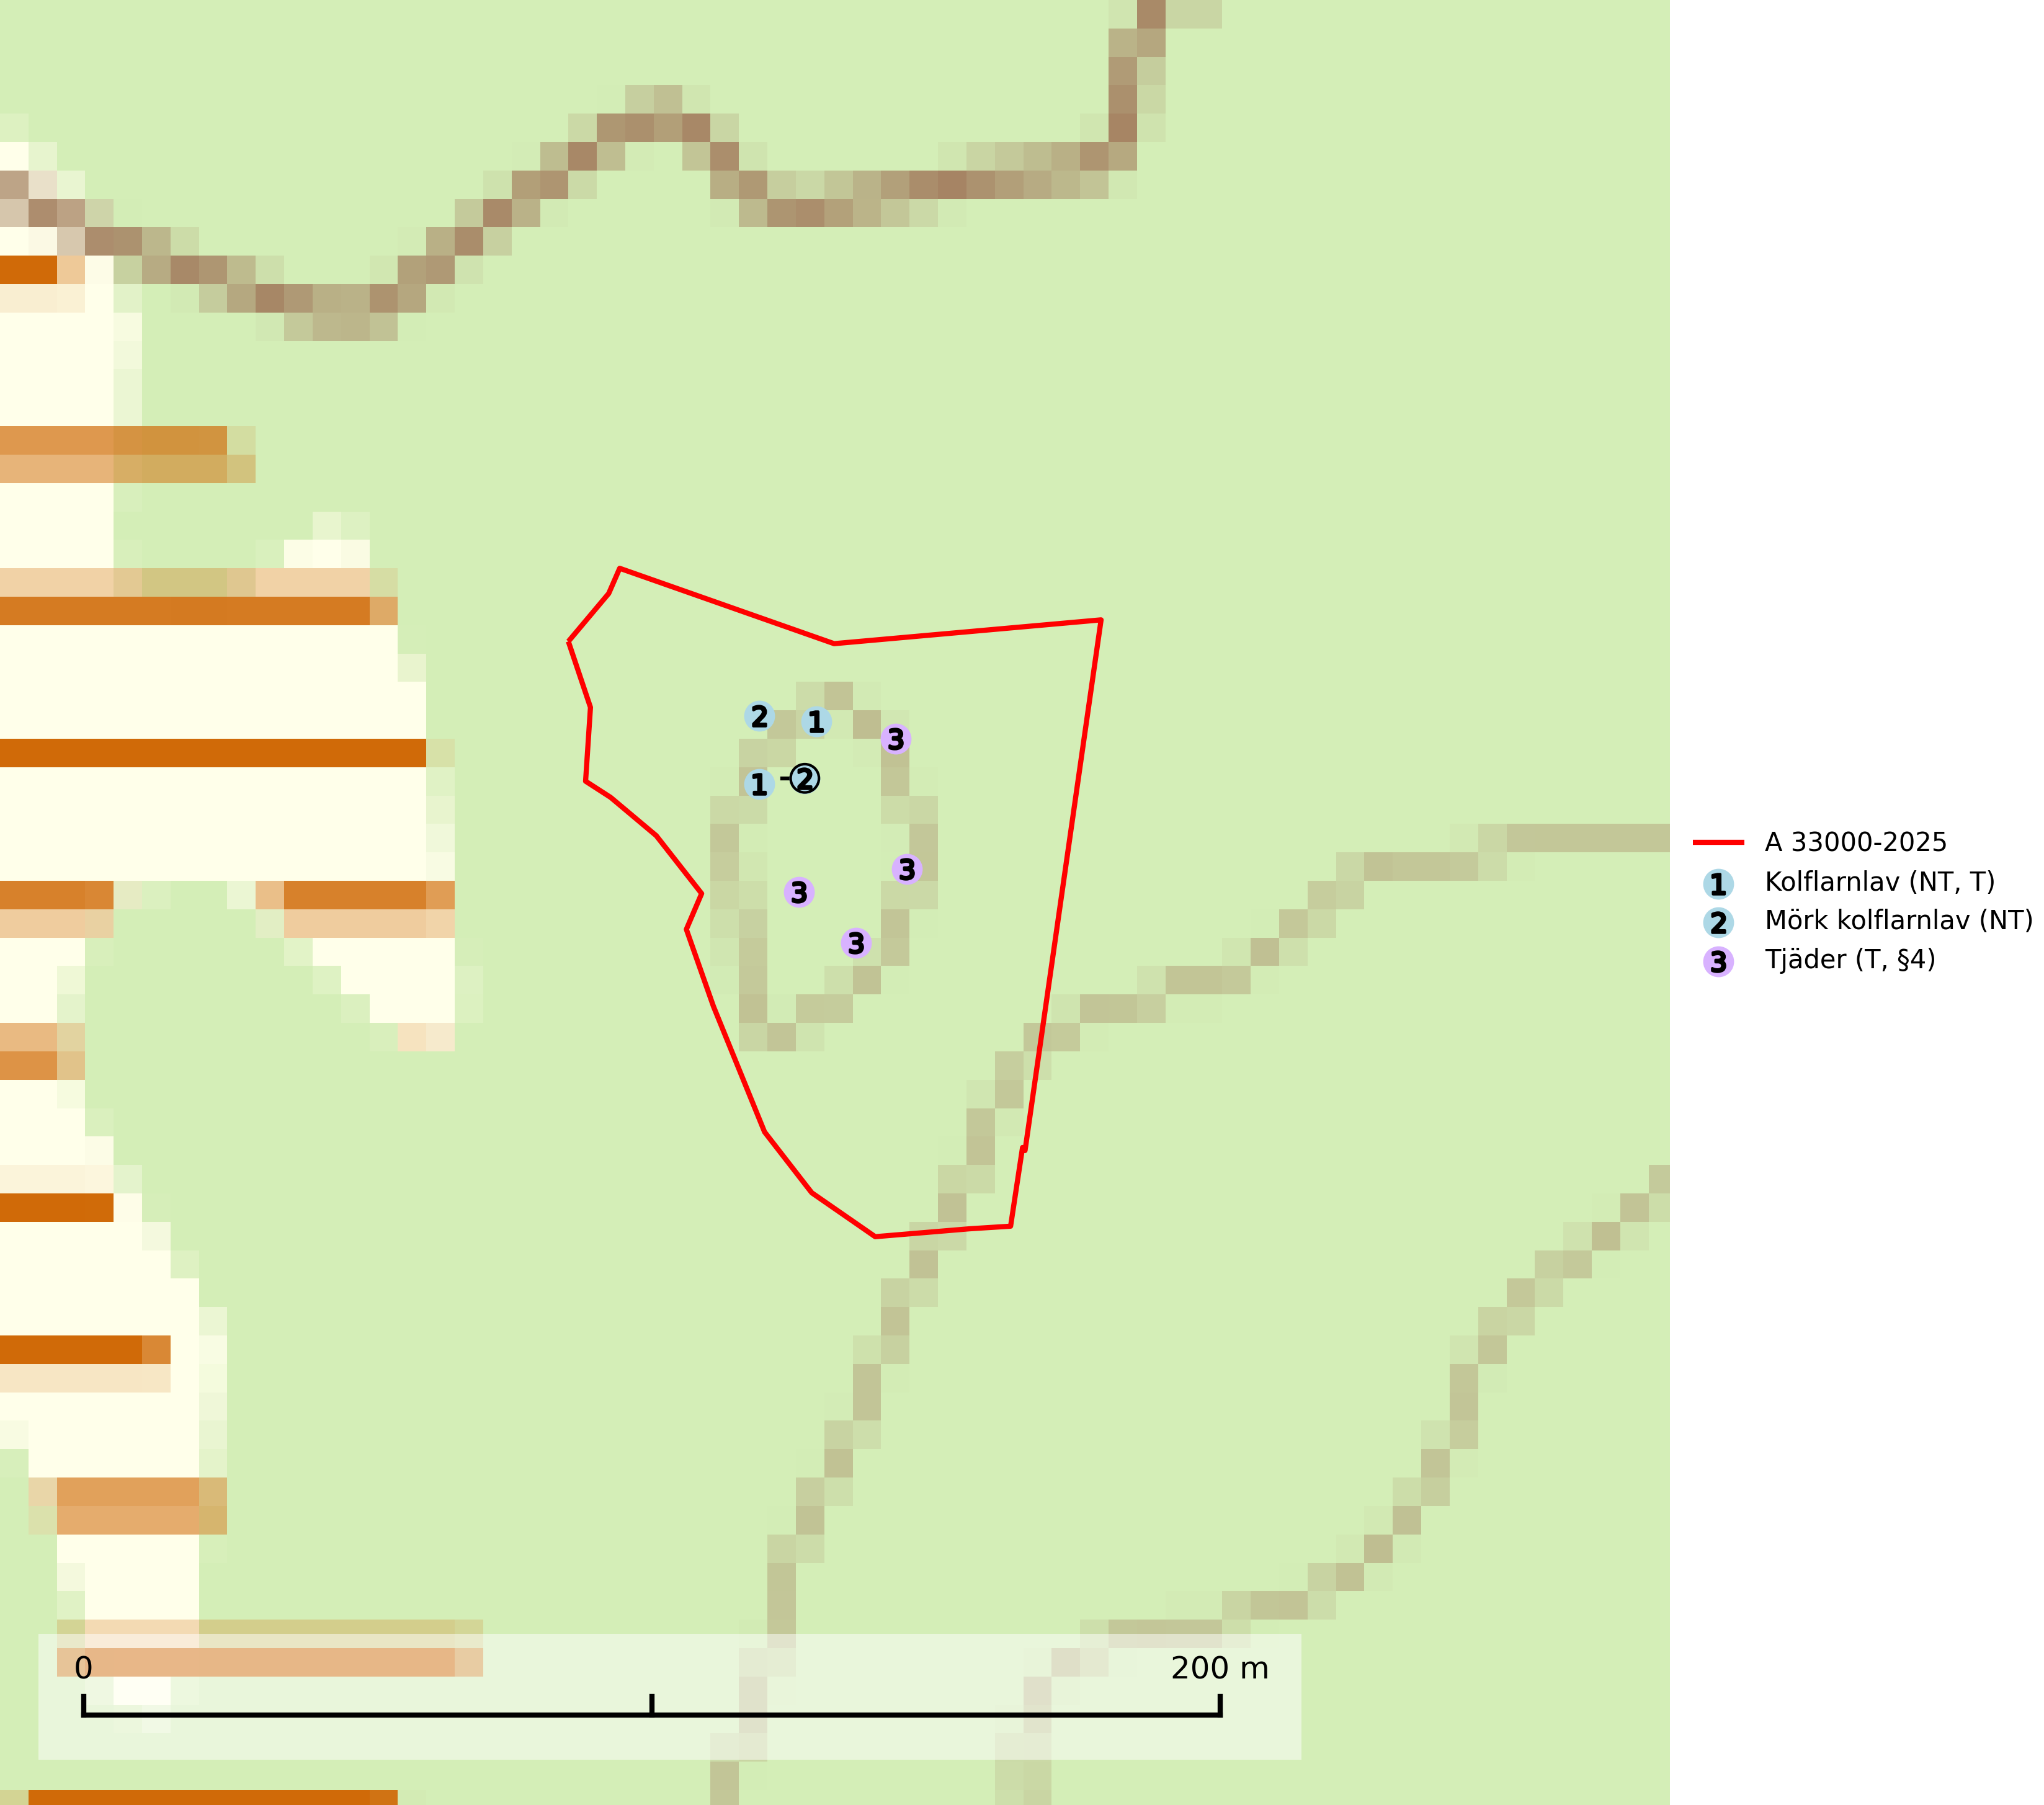 2
1
3
1
2
3
3
3
A 33000-2025
1 Kolflarnlav (NT, T)
2 Mörk kolflarnlav (NT)
3 Tjäder (T, §4)
0 200 m